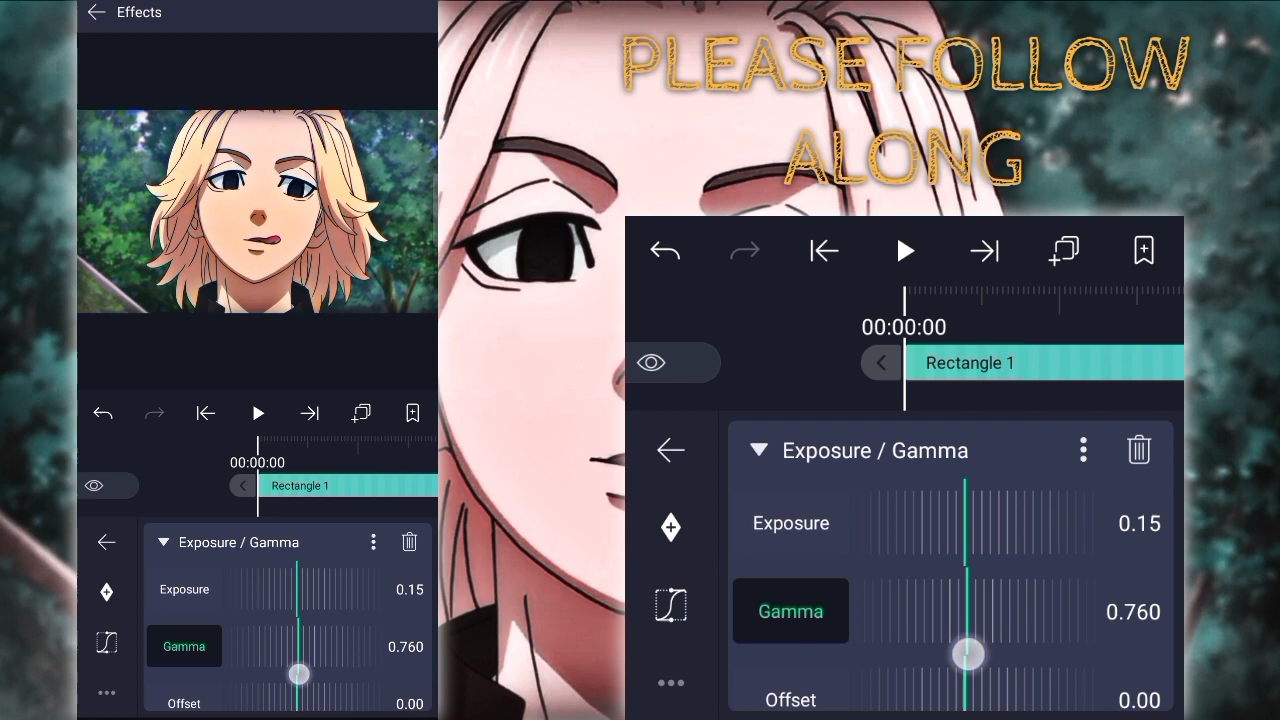 Effects
PLEASE FOLLOW
ALONG
00:00:00
Rectangle 1
Exposure / Gamma
Exposure
0.15
Gamma
0.760
Offset
0.00
00:00:00
Rectangle 1
Exposure / Gamma
Exposure
0.15
Gamma
0.760
Offset
0.00